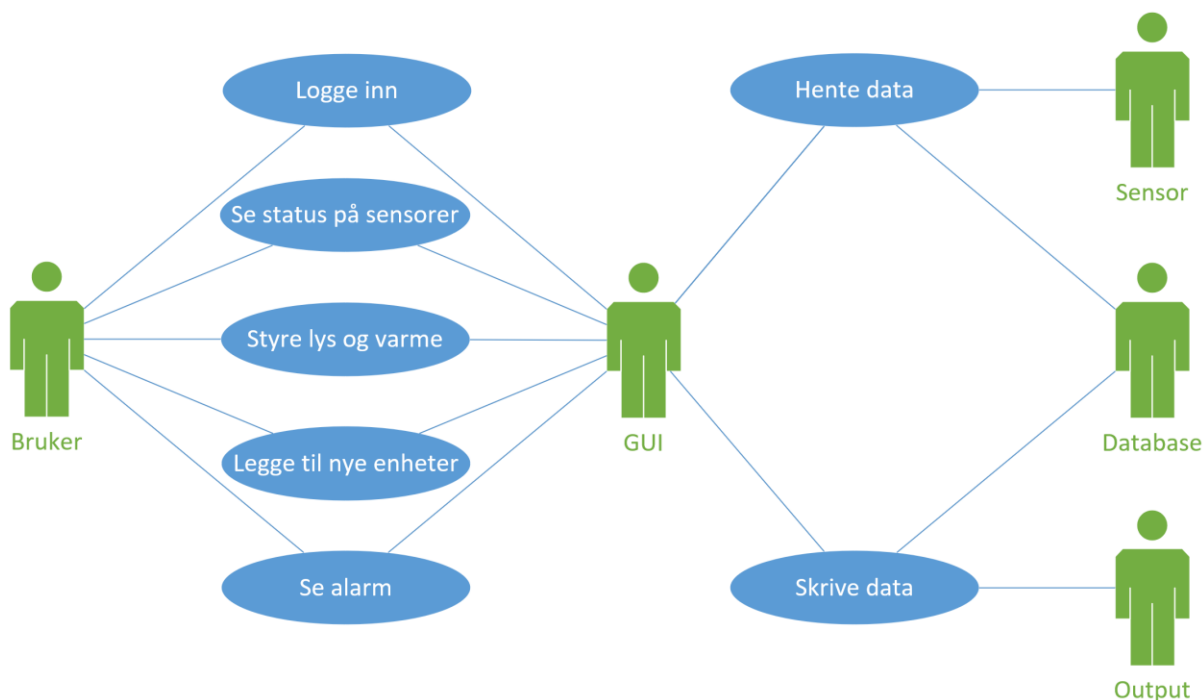 Logge inn
Hente data
Sensor
Se status på sensorer
Styre lys og varme
Bruker
GUI
Database
Legge til nye enheter
Se alarm
Skrive data
Output